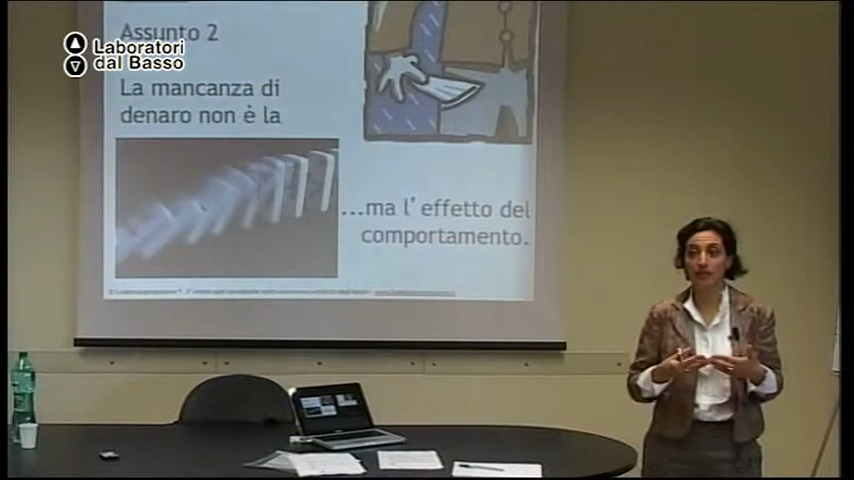 Assunto 2
Laboratori
dal Basso
La mancanza di
denaro non è la
...ma l'effetto del
comportamento.